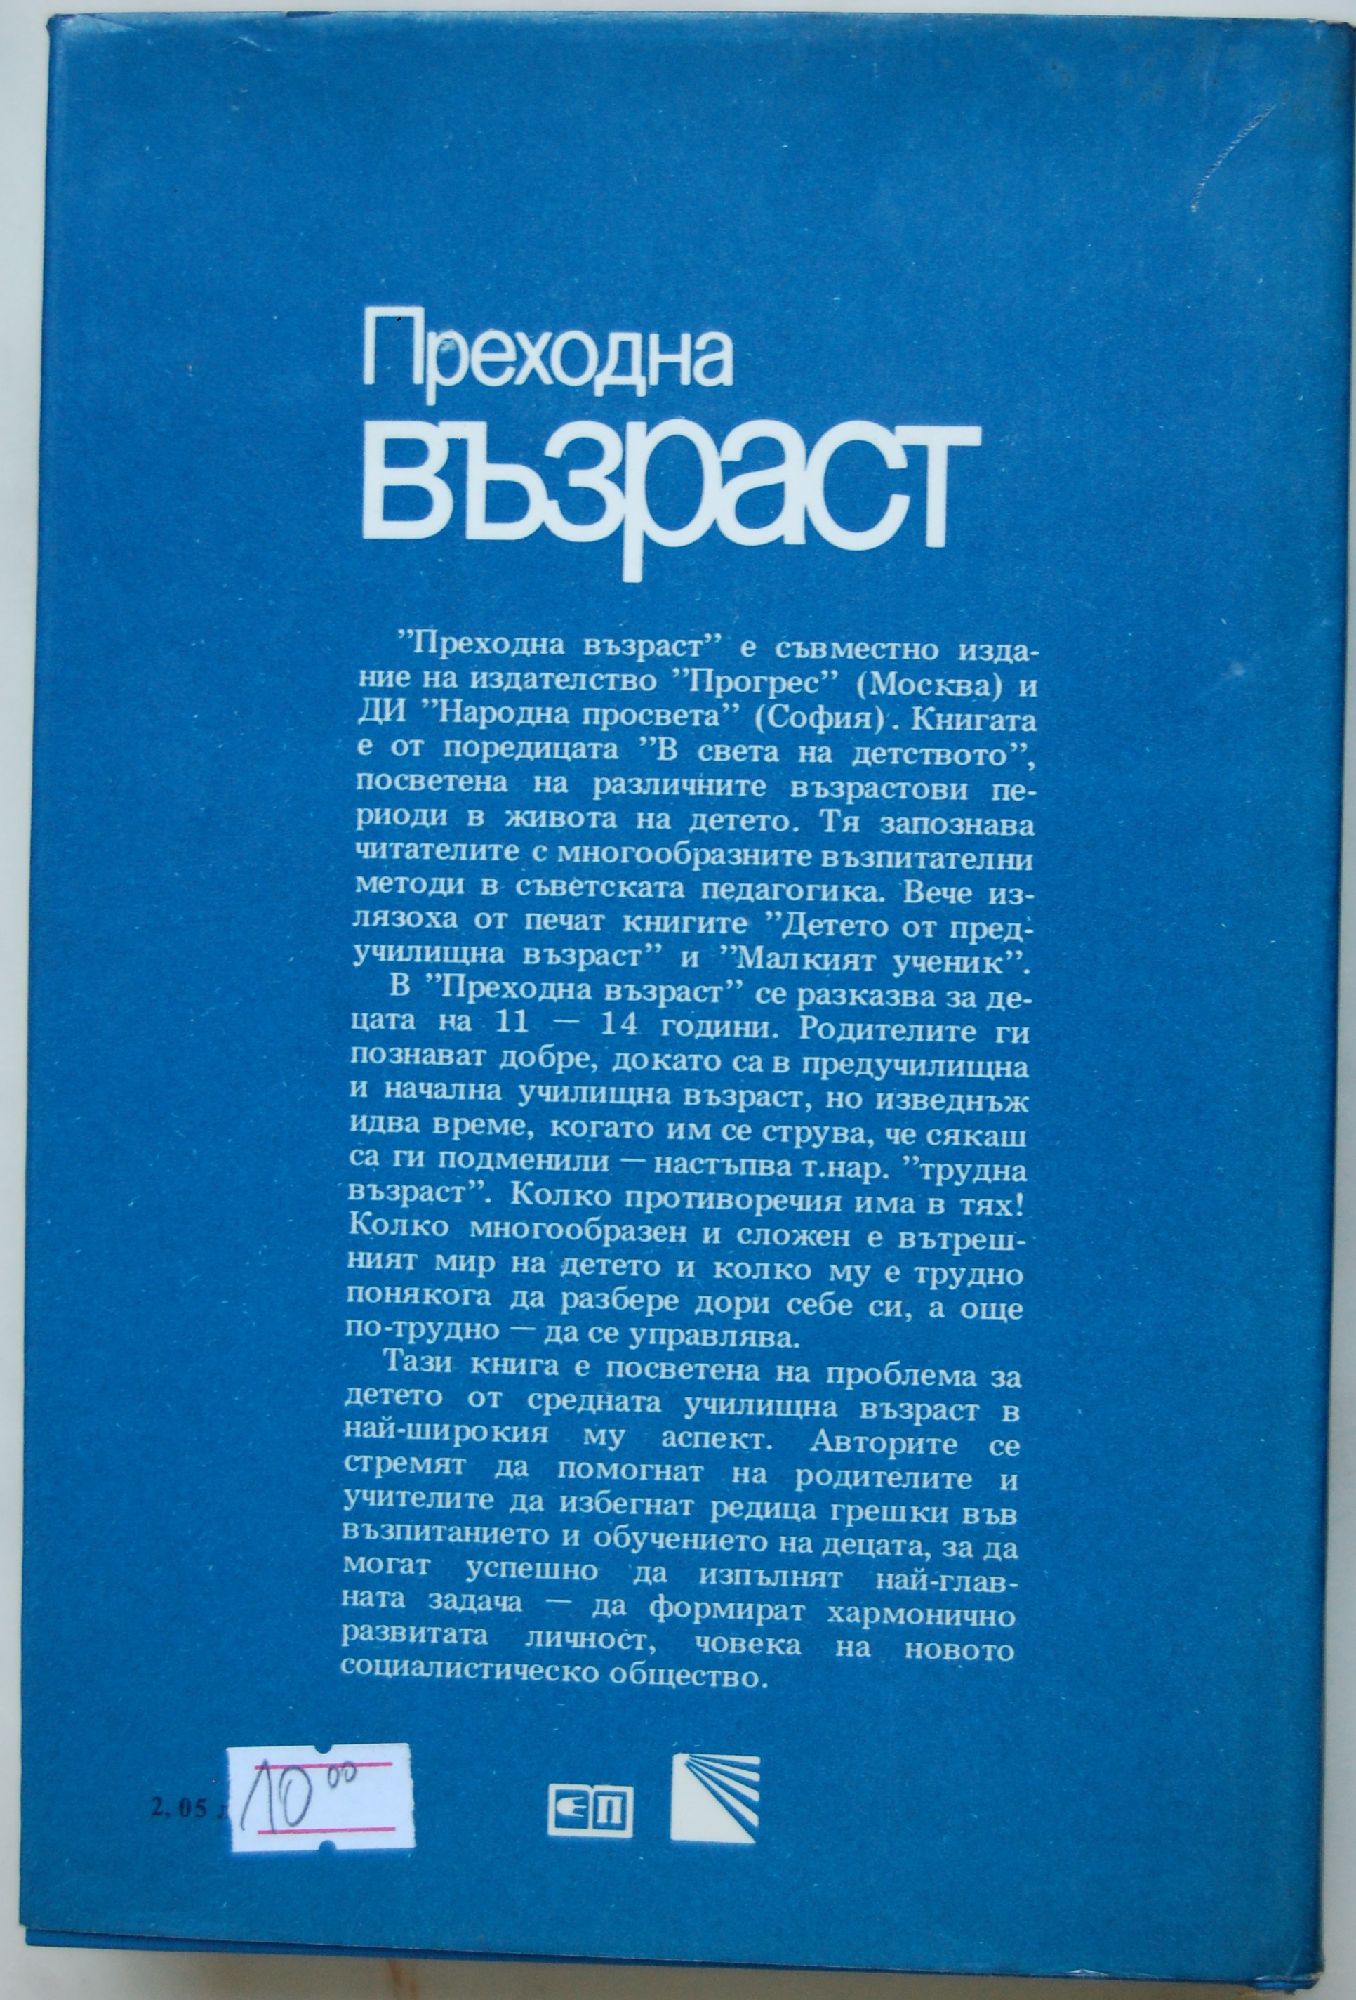 Преходна
възраст
”Преходна възраст” е съвместно изда-
ние на издателство ”Прогрес” (Москва) и
ДИ ”Народна просвета” (София). Книгата
е от поредицата ”В света на детството”,
посветена на различните възрастови пе-
риоди в живота на детето. Тя запознава
читателите с многообразните възпитателни
методи в съветската педагогика. Вече из-
лязоха от печат книгите ”Детето от пред-
училищна възраст” и ”Малкият ученик”.
В ”Преходна възраст” се разказва за де-
цата на 11 — 14 години. Родителите ги
познават добре, докато са в предучилищна
и начална училищна възраст, но изведнъж
идва време, когато им се струва, че сякаш
са ги подменили — настъпва т.нар. ”трудна
възраст”. Колко противоречия има в тях!
Колко многообразен и сложен е вътреш-
ният мир на детето и колко му е трудно
понякога да разбере дори себе си, а още
по-трудно — да се управлява.
Тази книга е посветена на проблема за
детето от средната училищна възраст в
най-широкия му аспект. Авторите се
стремят да помогнат на родителите и
учителите да избегнат редица грешки във
възпитанието и обучението на децата, за да
могат успешно да изпълнят най-глав-
ната задача — да формират хармонично
развитата личност, човека на новото
социалистическо общество.
2,05 л
10 00